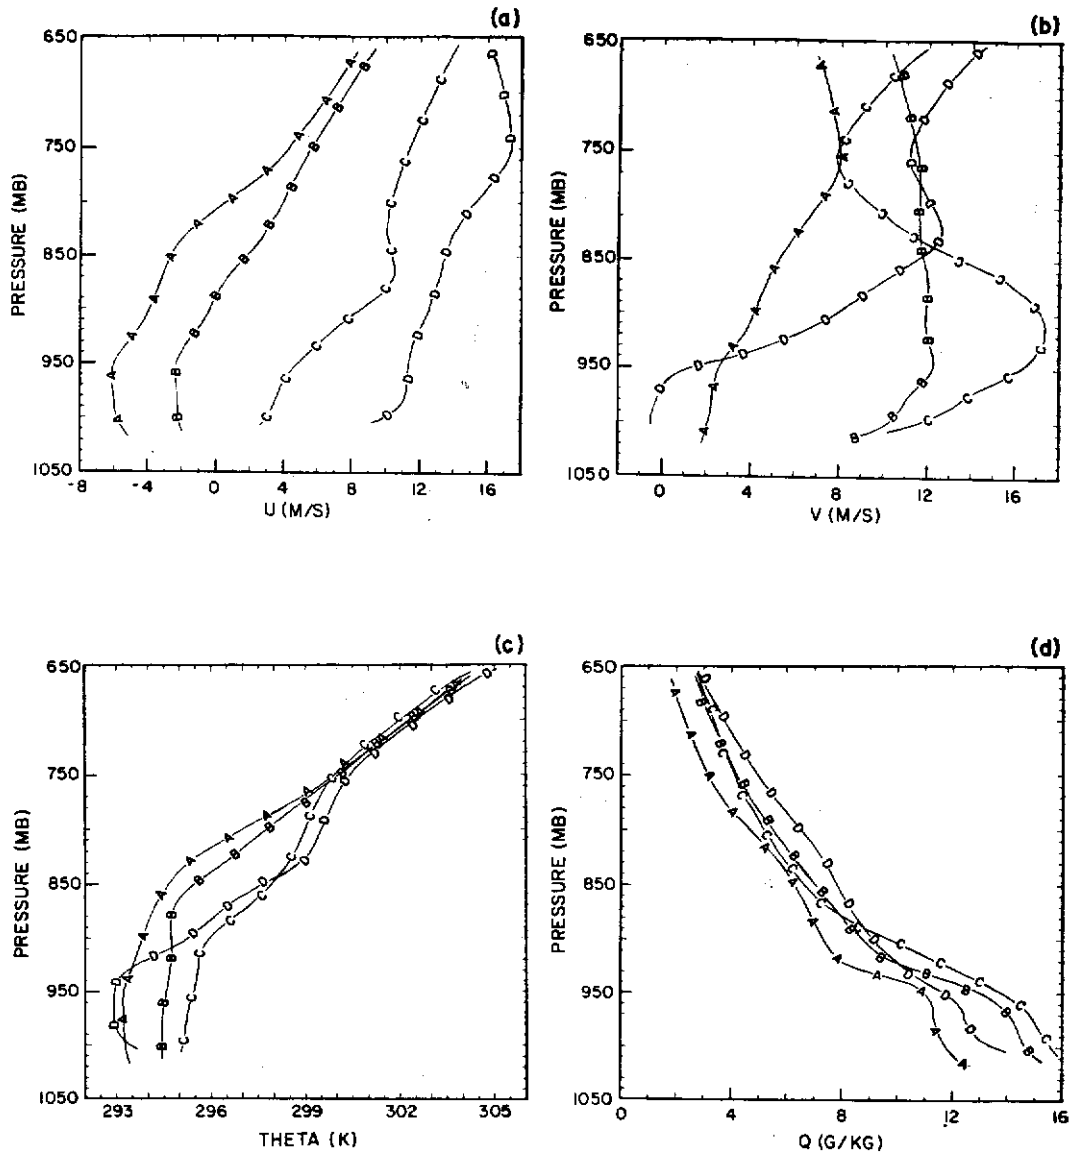 (a)
650
750
850
950
1050
PRESSURE (MB)
-8 -4 0 4 8 12 16
U (M/S)
(b)
650
750
850
950
1050
PRESSURE (MB)
0 4 8 12 16
V (M/S)
(c)
650
750
850
950
1050
PRESSURE (MB)
293 296 299 302 305
THETA (K)
(d)
650
750
850
950
1050
PRESSURE (MB)
0 4 8 12 16
Q (G/KG)